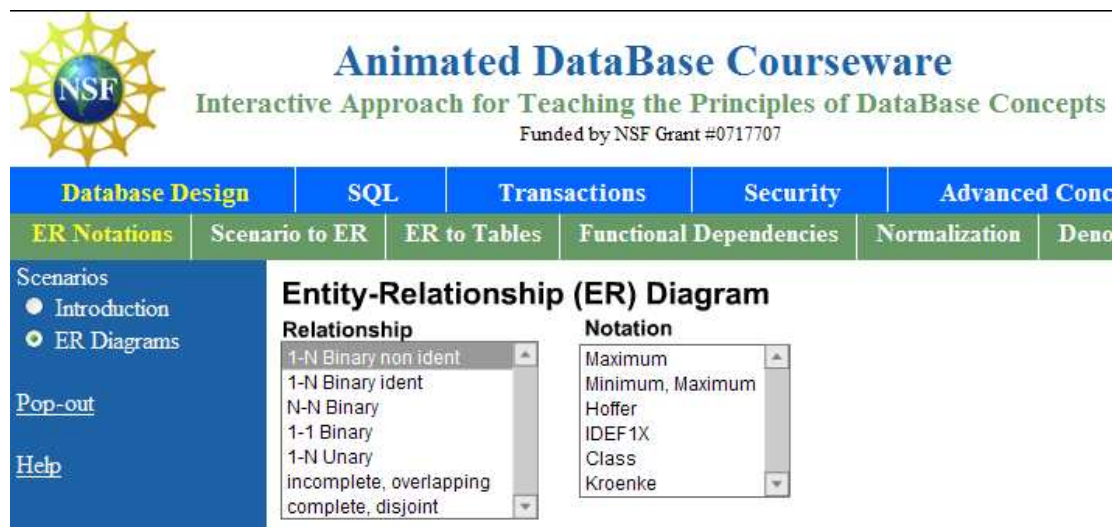 NSF
Animated DataBase Courseware
Interactive Approach for Teaching the Principles of DataBase Concepts
Funded by NSF Grant #0717707
Database Design SQL Transactions Security Advanced Conc
ER Notations Scenario to ER ER to Tables Functional Dependencies Normalization Deno
Scenarios
Introduction
ER Diagrams
Pop-out
Help
Entity-Relationship (ER) Diagram
Relationship
1-N Binary non ident
1-N Binary ident
N-N Binary
1-1 Binary
1-N Unary
incomplete, overlapping
complete, disjoint
Notation
Maximum
Minimum, Maximum
Hoffer
IDEF1X
Class
Kroenke